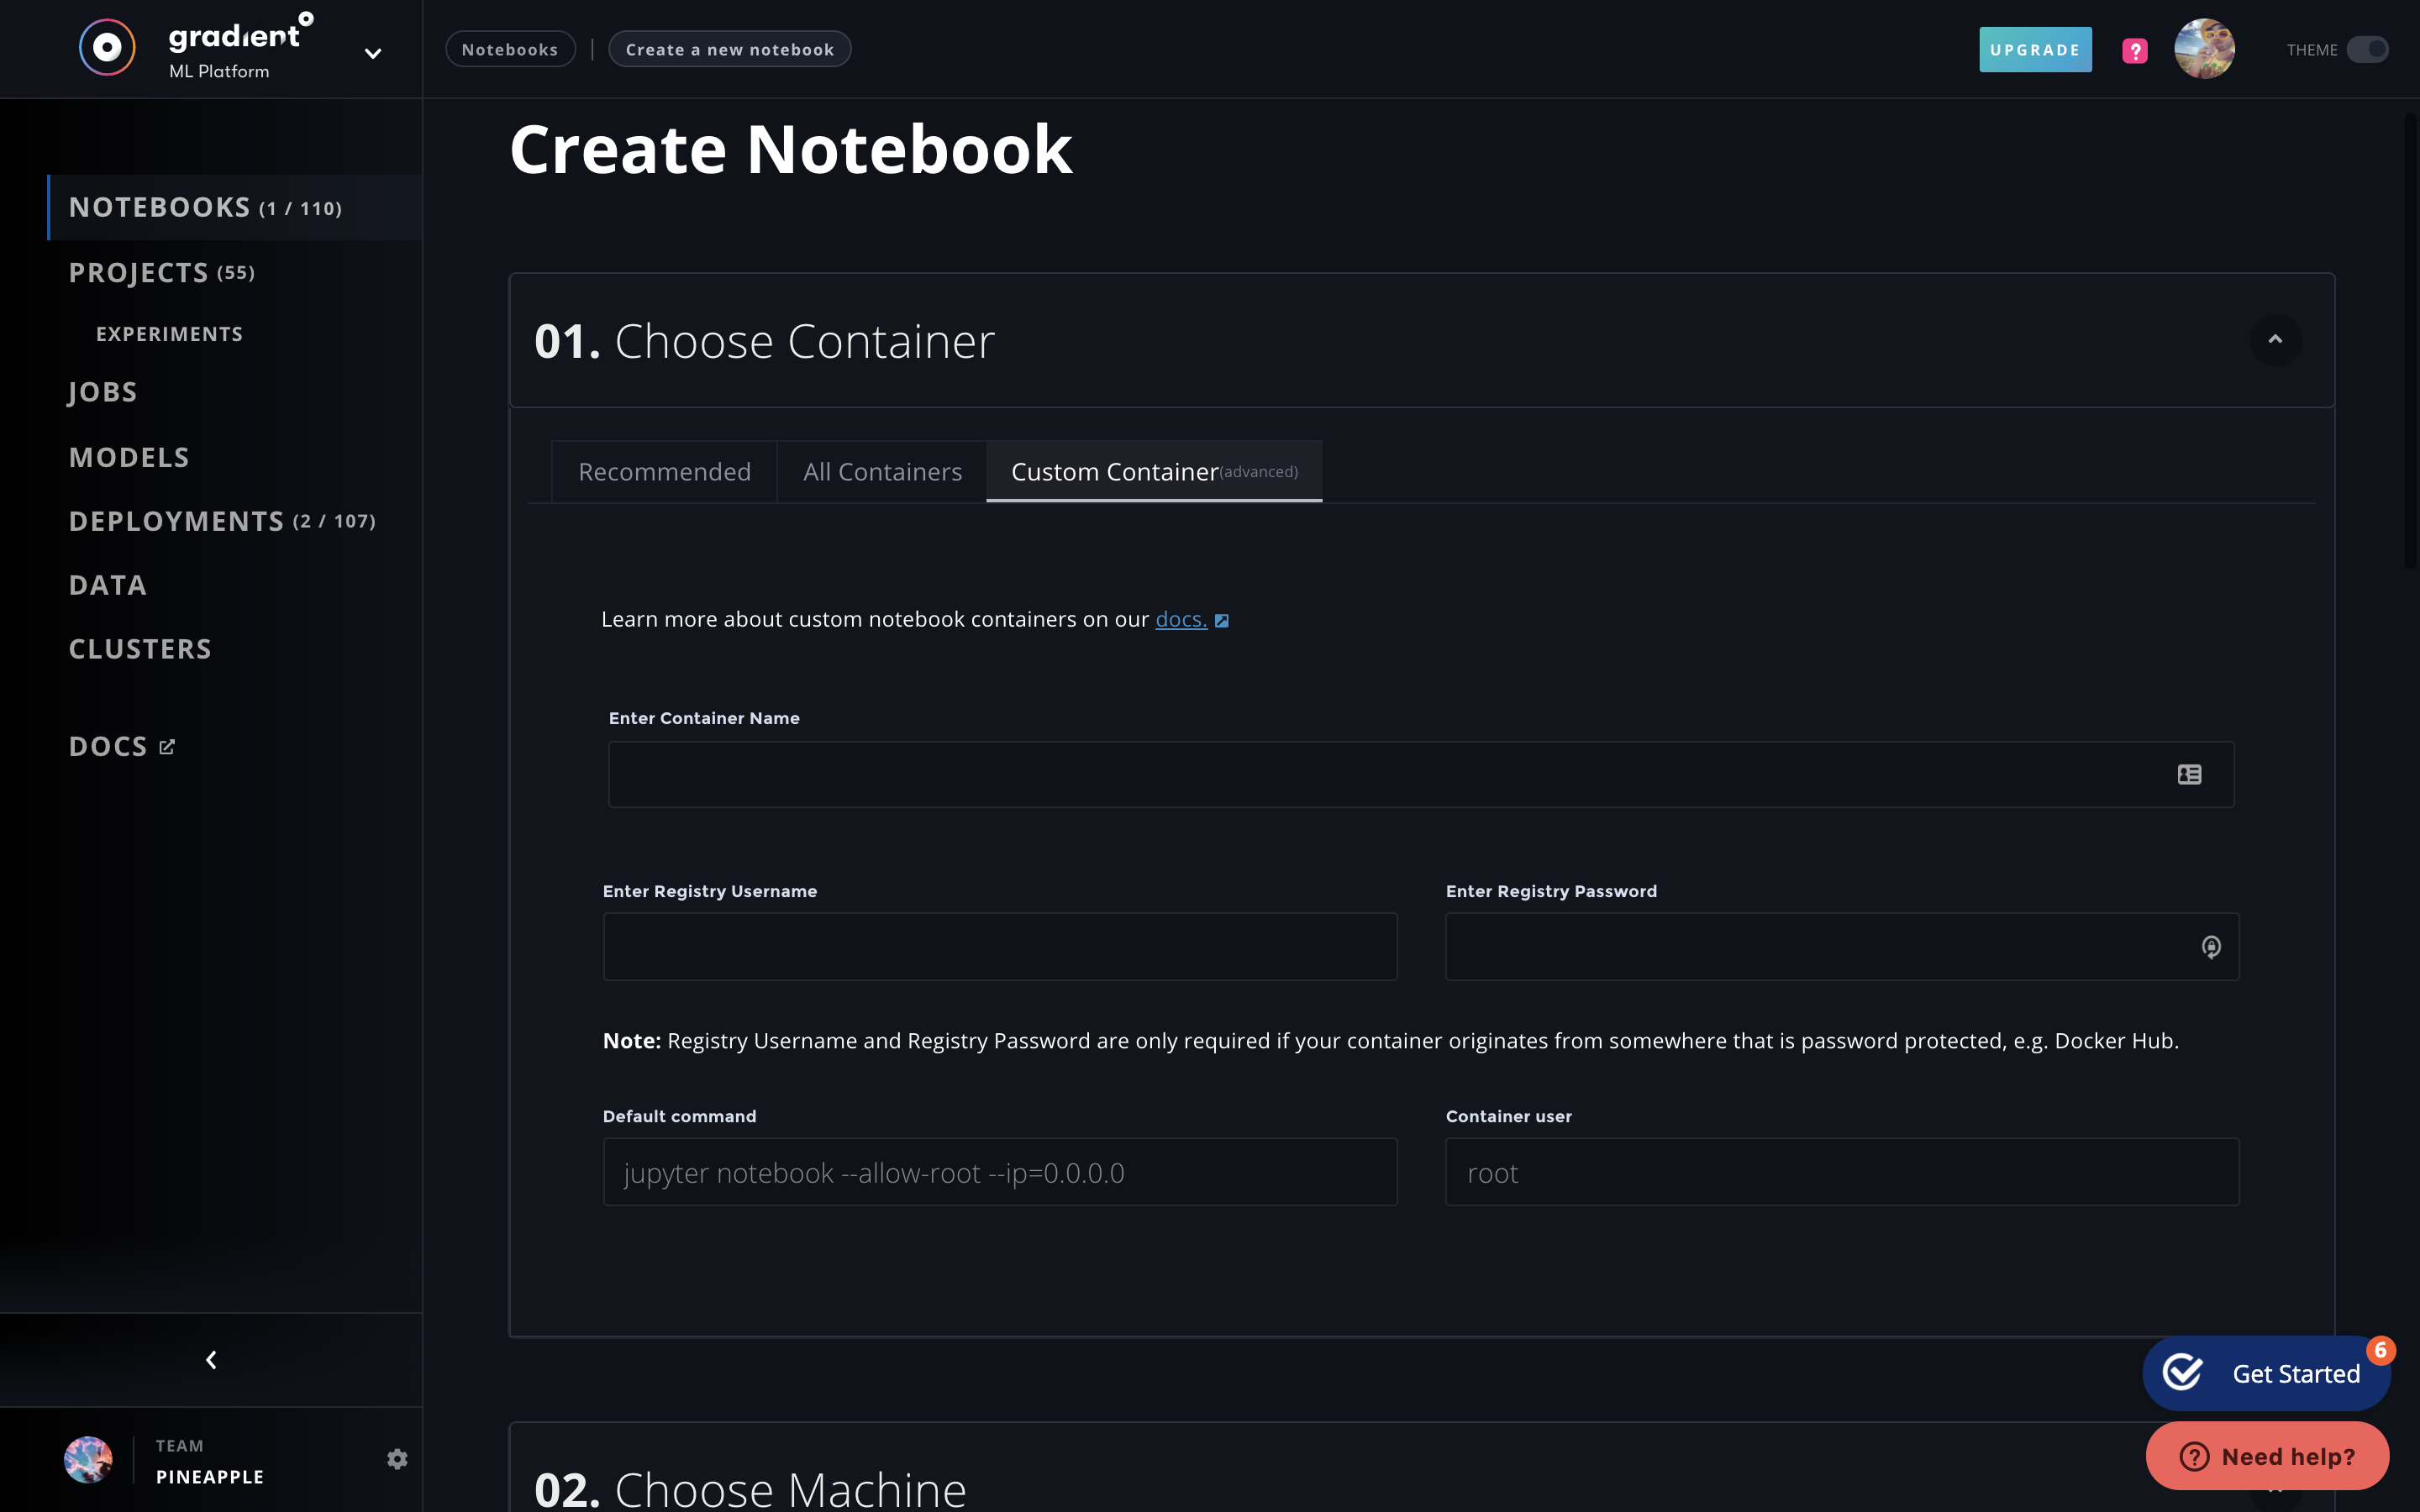 gradient
ML Platform
Notebooks
Create a new notebook
UPGRADE
?
THEME
NOTEBOOKS (1 / 110)
PROJECTS (55)
EXPERIMENTS
JOBS
MODELS
DEPLOYMENTS (2 / 107)
DATA
CLUSTERS
DOCS
TEAM
PINEAPPLE
Create Notebook
01. Choose Container
Recommended
All Containers
Custom Container(advanced)
Learn more about custom notebook containers on our docs.
Enter Container Name
Enter Registry Username
Enter Registry Password
Note: Registry Username and Registry Password are only required if your container originates from somewhere that is password protected, e.g. Docker Hub.
Default command
Container user
jupyter notebook --allow-root --ip=0.0.0.0
root
02. Choose Machine
6
Get Started
? Need help?